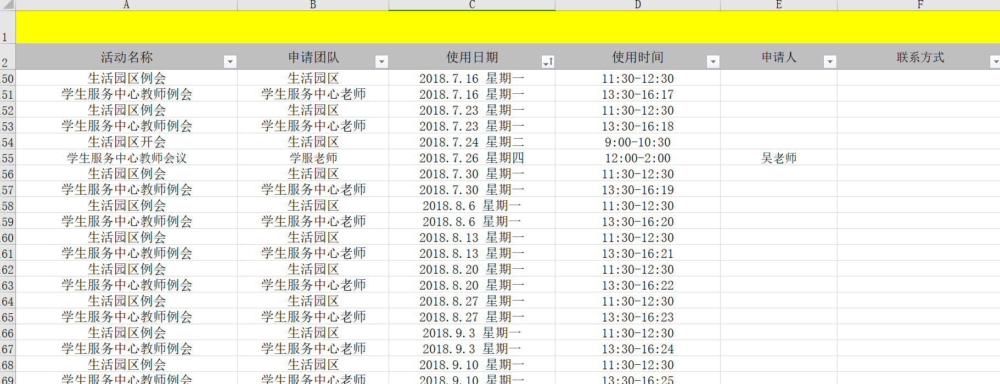 A B C D E F
1
2 活动名称 申请团队 使用日期 使用时间 申请人 联系方式
50 生活园区例会 生活园区 2018.7.16 星期一 11:30-12:30
51 学生服务中心教师例会 学生服务中心老师 2018.7.16 星期一 13:30-16:17
52 生活园区例会 生活园区 2018.7.23 星期一 11:30-12:30
53 学生服务中心教师例会 学生服务中心老师 2018.7.23 星期一 13:30-16:18
54 生活园区开会 生活园区 2018.7.24 星期二 9:00-10:30
55 学生服务中心教师会议 学服老师 2018.7.26 星期四 12:00-2:00 吴老师
56 生活园区例会 生活园区 2018.7.30 星期一 11:30-12:30
57 学生服务中心教师例会 学生服务中心老师 2018.7.30 星期一 13:30-16:19
58 生活园区例会 生活园区 2018.8.6 星期一 11:30-12:30
59 学生服务中心教师例会 学生服务中心老师 2018.8.6 星期一 13:30-16:20
60 生活园区例会 生活园区 2018.8.13 星期一 11:30-12:30
61 学生服务中心教师例会 学生服务中心老师 2018.8.13 星期一 13:30-16:21
62 生活园区例会 生活园区 2018.8.20 星期一 11:30-12:30
63 学生服务中心教师例会 学生服务中心老师 2018.8.20 星期一 13:30-16:22
64 生活园区例会 生活园区 2018.8.27 星期一 11:30-12:30
65 学生服务中心教师例会 学生服务中心老师 2018.8.27 星期一 13:30-16:23
66 生活园区例会 生活园区 2018.9.3 星期一 11:30-12:30
67 学生服务中心教师例会 学生服务中心老师 2018.9.3 星期一 13:30-16:24
68 生活园区例会 生活园区 2018.9.10 星期一 11:30-12:30
69 学生服务中心教师例会 学生服务中心老师 2018.9.10 星期一 13:30-16:25